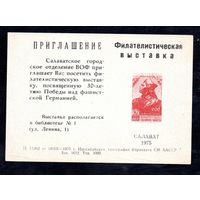 ПРИГЛАШЕНИЕ
Салаватское городское отделение ВОФ приглашает Вас посетить филателистическую выставку, посвященную 30-летию Победы над фашистской Германией.
Выставка располагается
в библиотеке № 1
(ул. Ленина, )
Филателистическая
выставка
САЛАВАТ
1975